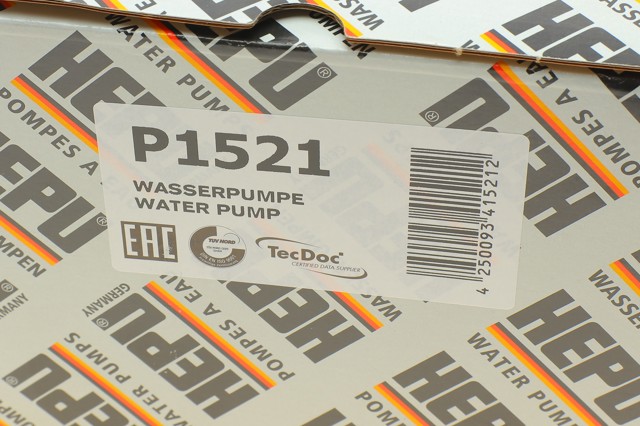 P1521
WASSERPUMPE
WATER PUMP
EAC
TÜV NORD
TecDoc
CERTIFIED DATA SUPPLIER
4 250093 415212
HEPU®
WATER PUMPS
POMPES A EAU
WASSERPUMPEN
GERMANY